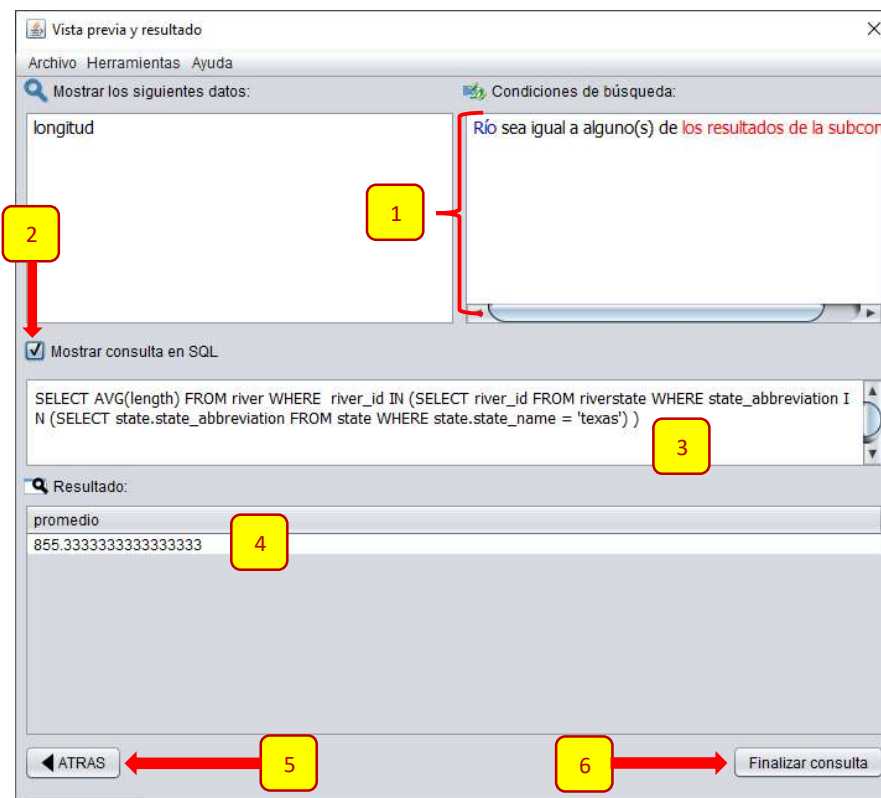 Vista previa y resultado
Archivo Herramientas Ayuda
Mostrar los siguientes datos:
Condiciones de búsqueda:
longitud
Río sea igual a alguno(s) de los resultados de la subcon
1
2
Mostrar consulta en SQL
SELECT AVG(length) FROM river WHERE river_id IN (SELECT river_id FROM riverstate WHERE state_abbreviation I
N (SELECT state.state_abbreviation FROM state WHERE state.state_name = 'texas') )
3
Resultado:
promedio
855.3333333333333333
4
ATRAS
5
6
Finalizar consulta